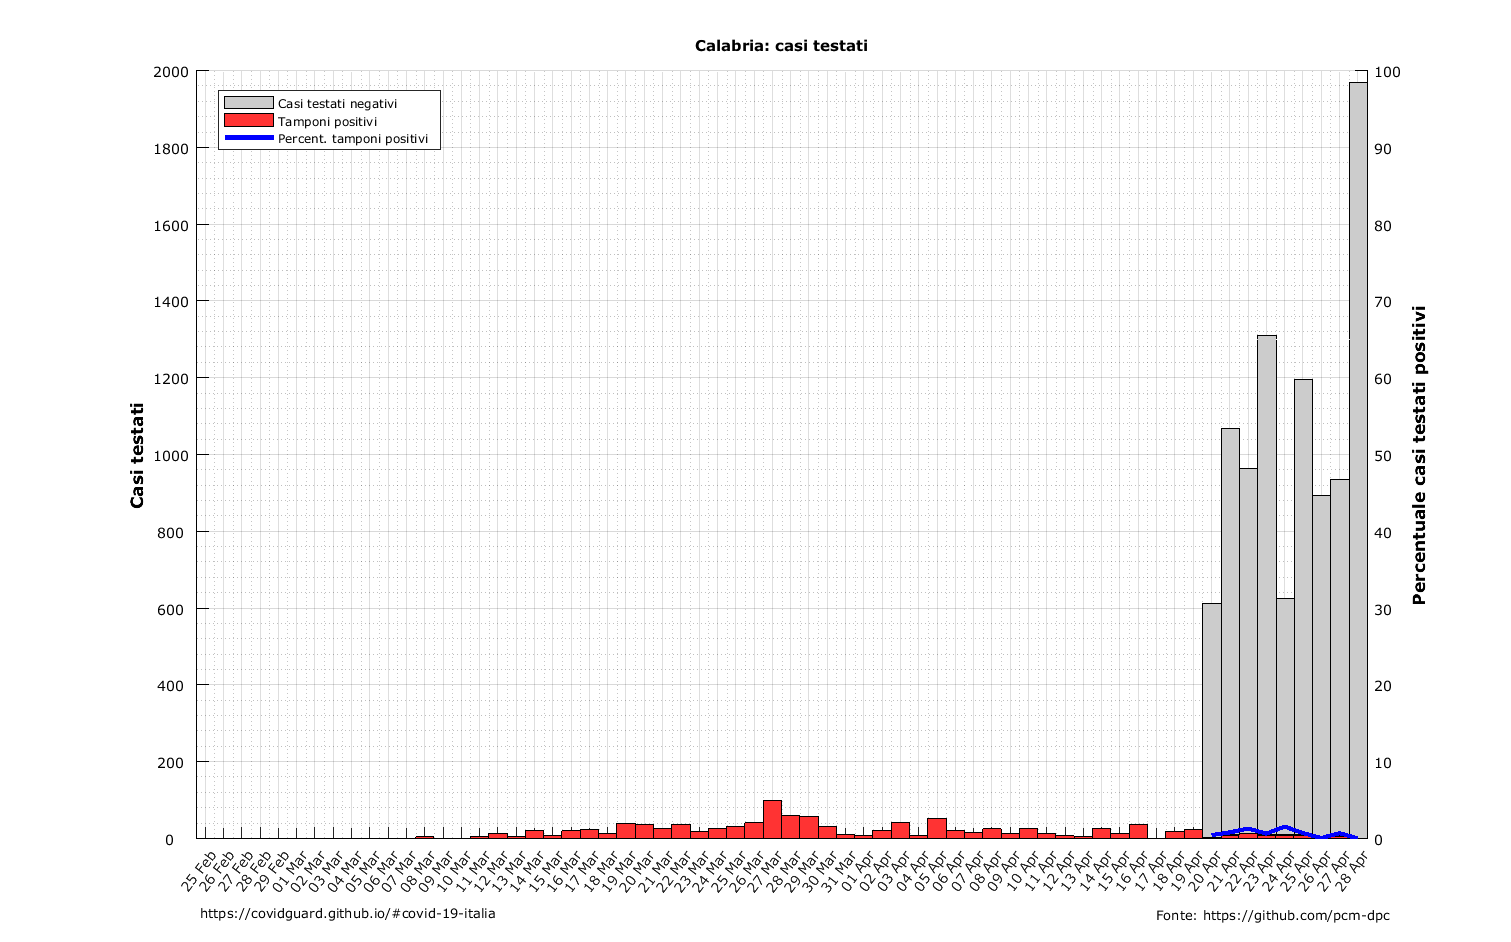 Calabria: casi testati
Casi testati negativi
Tamponi positivi
Percent. tamponi positivi
Casi testati
2000
1800
1600
1400
1200
1000
800
600
400
200
0
100
90
80
70
60
50
40
30
20
10
0
Percentuale casi testati positivi
25 Feb
26 Feb
27 Feb
28 Feb
29 Feb
01 Mar
02 Mar
03 Mar
04 Mar
05 Mar
06 Mar
07 Mar
08 Mar
09 Mar
10 Mar
11 Mar
12 Mar
13 Mar
14 Mar
15 Mar
16 Mar
17 Mar
18 Mar
19 Mar
20 Mar
21 Mar
22 Mar
23 Mar
24 Mar
25 Mar
26 Mar
27 Mar
28 Mar
29 Mar
30 Mar
31 Mar
01 Apr
02 Apr
03 Apr
04 Apr
05 Apr
06 Apr
07 Apr
08 Apr
09 Apr
10 Apr
11 Apr
12 Apr
13 Apr
14 Apr
15 Apr
16 Apr
17 Apr
18 Apr
19 Apr
20 Apr
21 Apr
22 Apr
23 Apr
24 Apr
25 Apr
26 Apr
27 Apr
28 Apr
https://covidguard.github.io/#covid-19-italia
Fonte: https://github.com/pcm-dpc